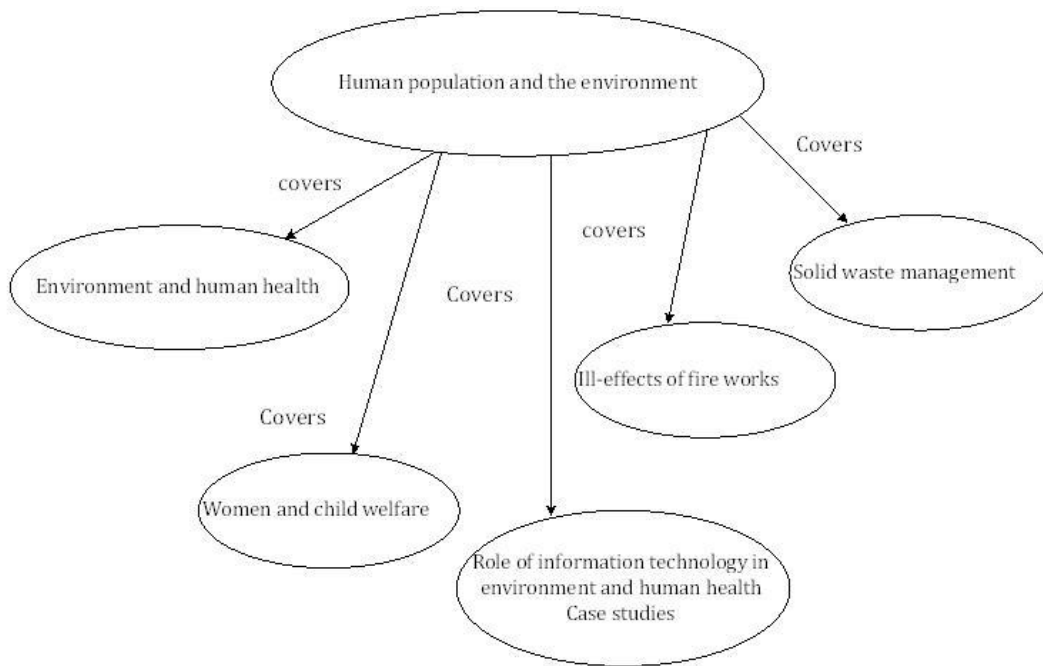 Human population and the environment
Covers
covers
covers
Solid waste management
Environment and human health
Covers
Ill-effects of fire works
Covers
Women and child welfare
Role of information technology in
environment and human health
Case studies